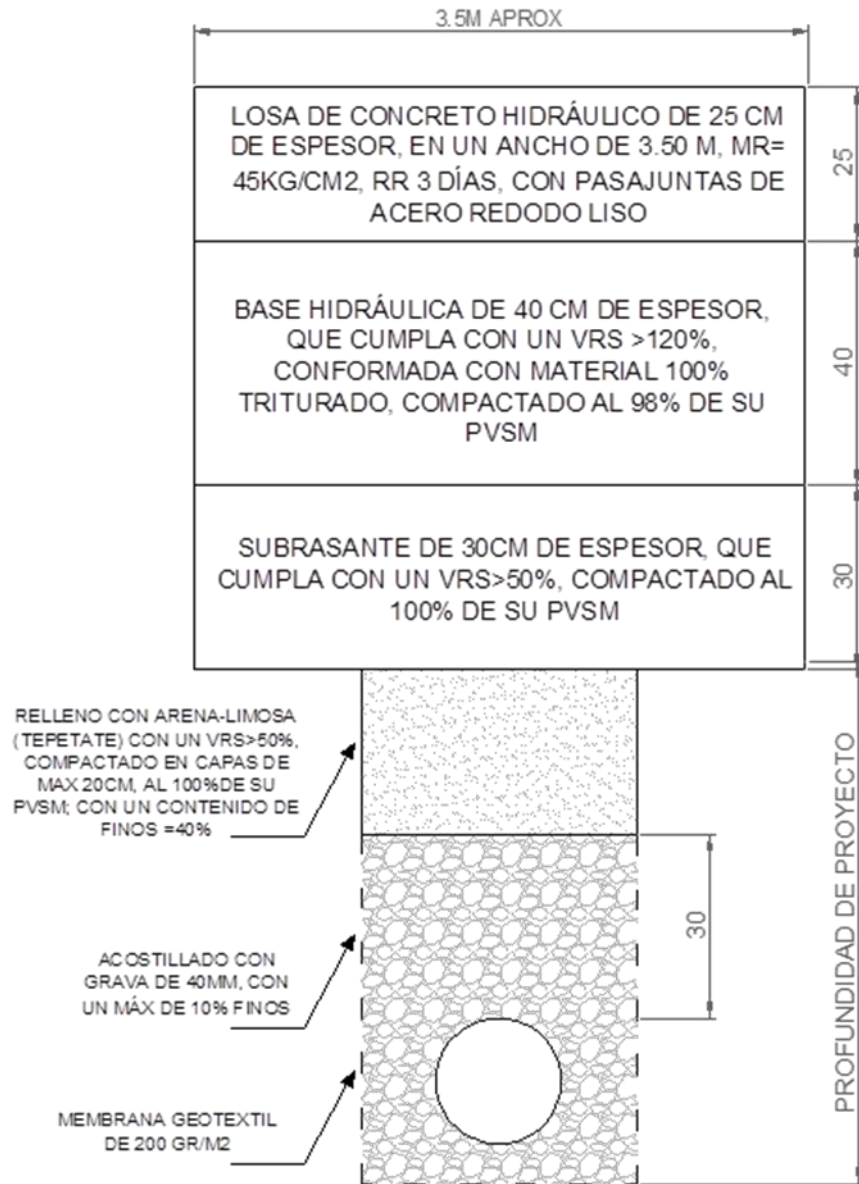 3.5M APROX
LOSA DE CONCRETO HIDRÁULICO DE 25 CM
DE ESPESOR, EN UN ANCHO DE 3.50 M, MR=
45KG/CM2, RR 3 DÍAS, CON PASAJUNTAS DE
ACERO REDODO LISO
25
BASE HIDRÁULICA DE 40 CM DE ESPESOR,
QUE CUMPLA CON UN VRS >120%,
CONFORMADA CON MATERIAL 100%
TRITURADO, COMPACTADO AL 98% DE SU
PVSM
40
SUBRASANTE DE 30CM DE ESPESOR, QUE
CUMPLA CON UN VRS>50%, COMPACTADO AL
100% DE SU PVSM
30
RELLENO CON ARENA-LIMOSA
(TEPETATE) CON UN VRS>50%,
COMPACTADO EN CAPAS DE
MAX 20CM, AL 100%DE SU
PVSM; CON UN CONTENIDO DE
FINOS =40%
30
ACOSTILLADO CON
GRAVA DE 40MM, CON
UN MÁX DE 10% FINOS
MEMBRANA GEOTEXTIL
DE 200 GR/M2
PROFUNDIDAD DE PROYECTO